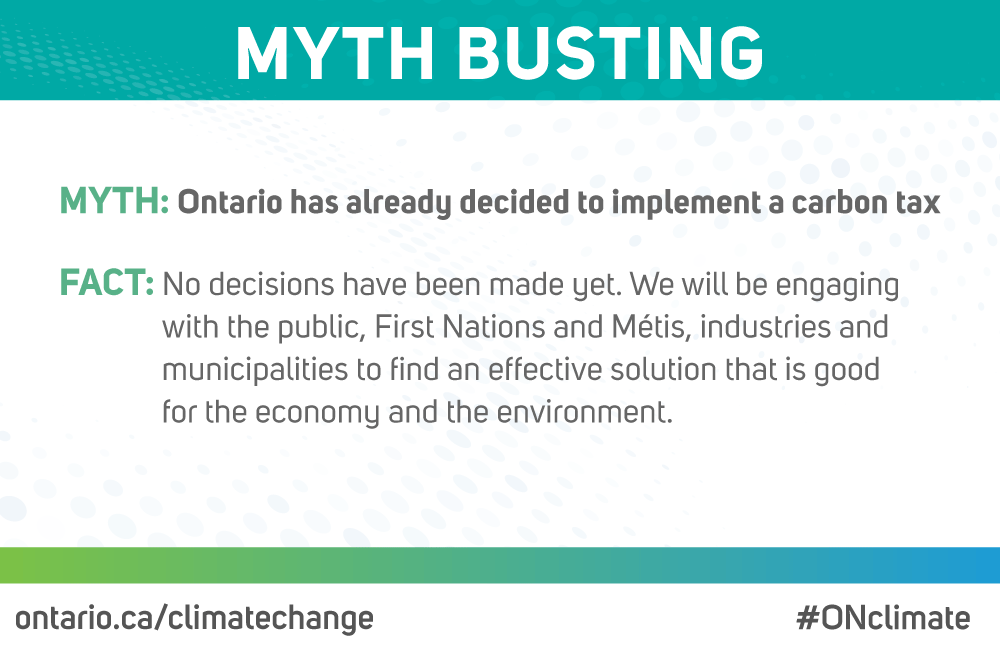 MYTH BUSTING
MYTH: Ontario has already decided to implement a carbon tax
FACT: No decisions have been made yet. We will be engaging
with the public, First Nations and Métis, industries and
municipalities to find an effective solution that is good
for the economy and the environment.
ontario.ca/climatechange
#ONclimate